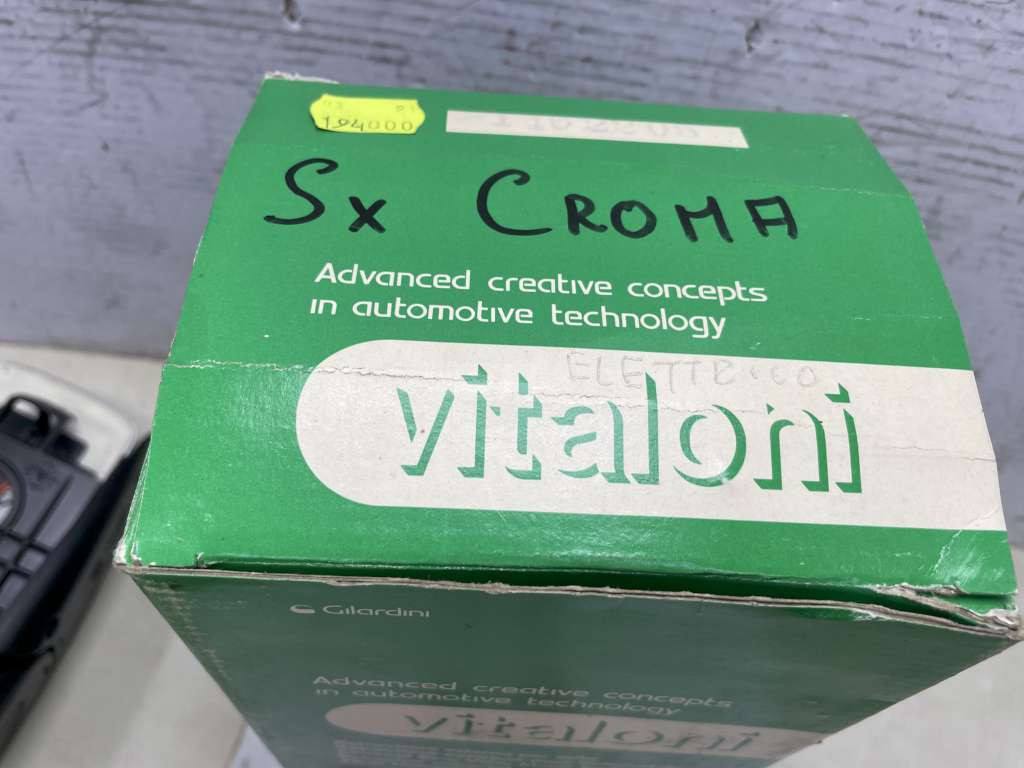 194000
Sx CROMA
Advanced creative concepts
in automotive technology
ELETTRICO
vitaloni
Gilardini
Advanced creative concepts
in automotive technology
vitaloni